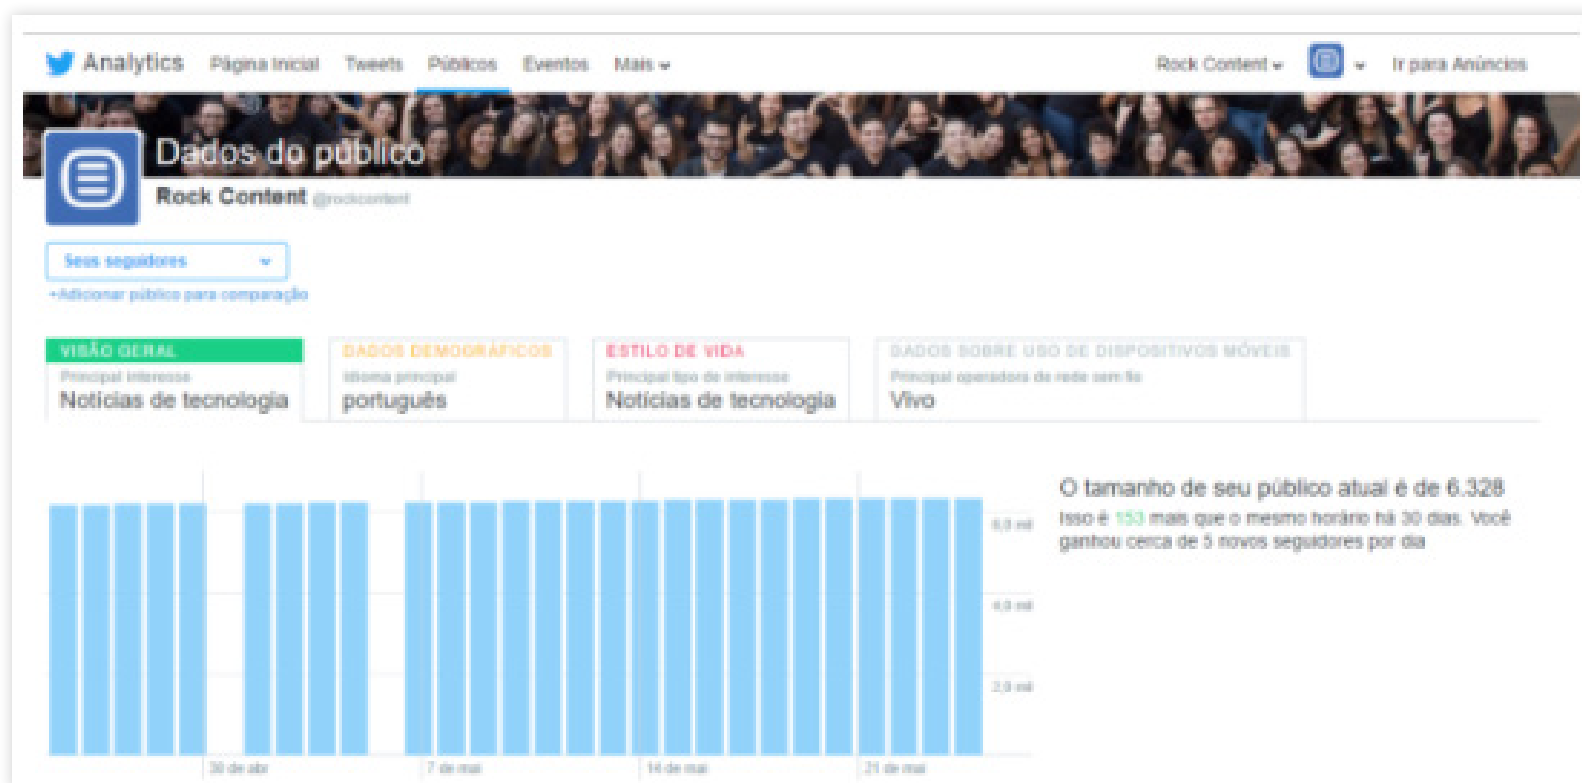 Analytics Página Inicial Tweets Públicos Eventos Mais Rock Content Ir para Anúncios
Dados do público
Rock Content @rockcontent
Seus seguidores
+Adicionar público para comparação
VISÃO GERAL DADOS DEMOGRÁFICOS ESTILO DE VIDA DADOS SOBRE USO DE DISPOSITIVOS MÓVEIS
Principal interesse Idioma principal Principal tipo de interesse Principal operadora de rede sem fio
Notícias de tecnologia português Notícias de tecnologia Vivo
O tamanho de seu público atual é de 6.328
Isso é 153 mais que o mesmo horário há 30 dias. Você
ganhou cerca de 5 novos seguidores por dia
6,0 mil
4,0 mil
2,0 mil
30 de abr 7 de mai 14 de mai 21 de mai